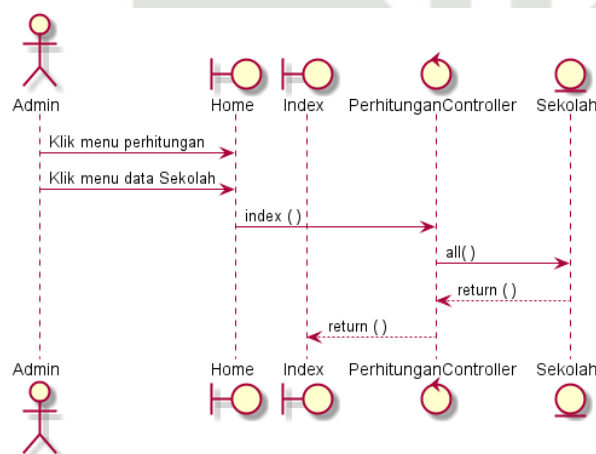 Admin
Home
Index
PerhitunganController
Sekolah
Klik menu perhitungan
Klik menu data Sekolah
index ( )
all( )
return ( )
return ( )
Admin
Home
Index
PerhitunganController
Sekolah